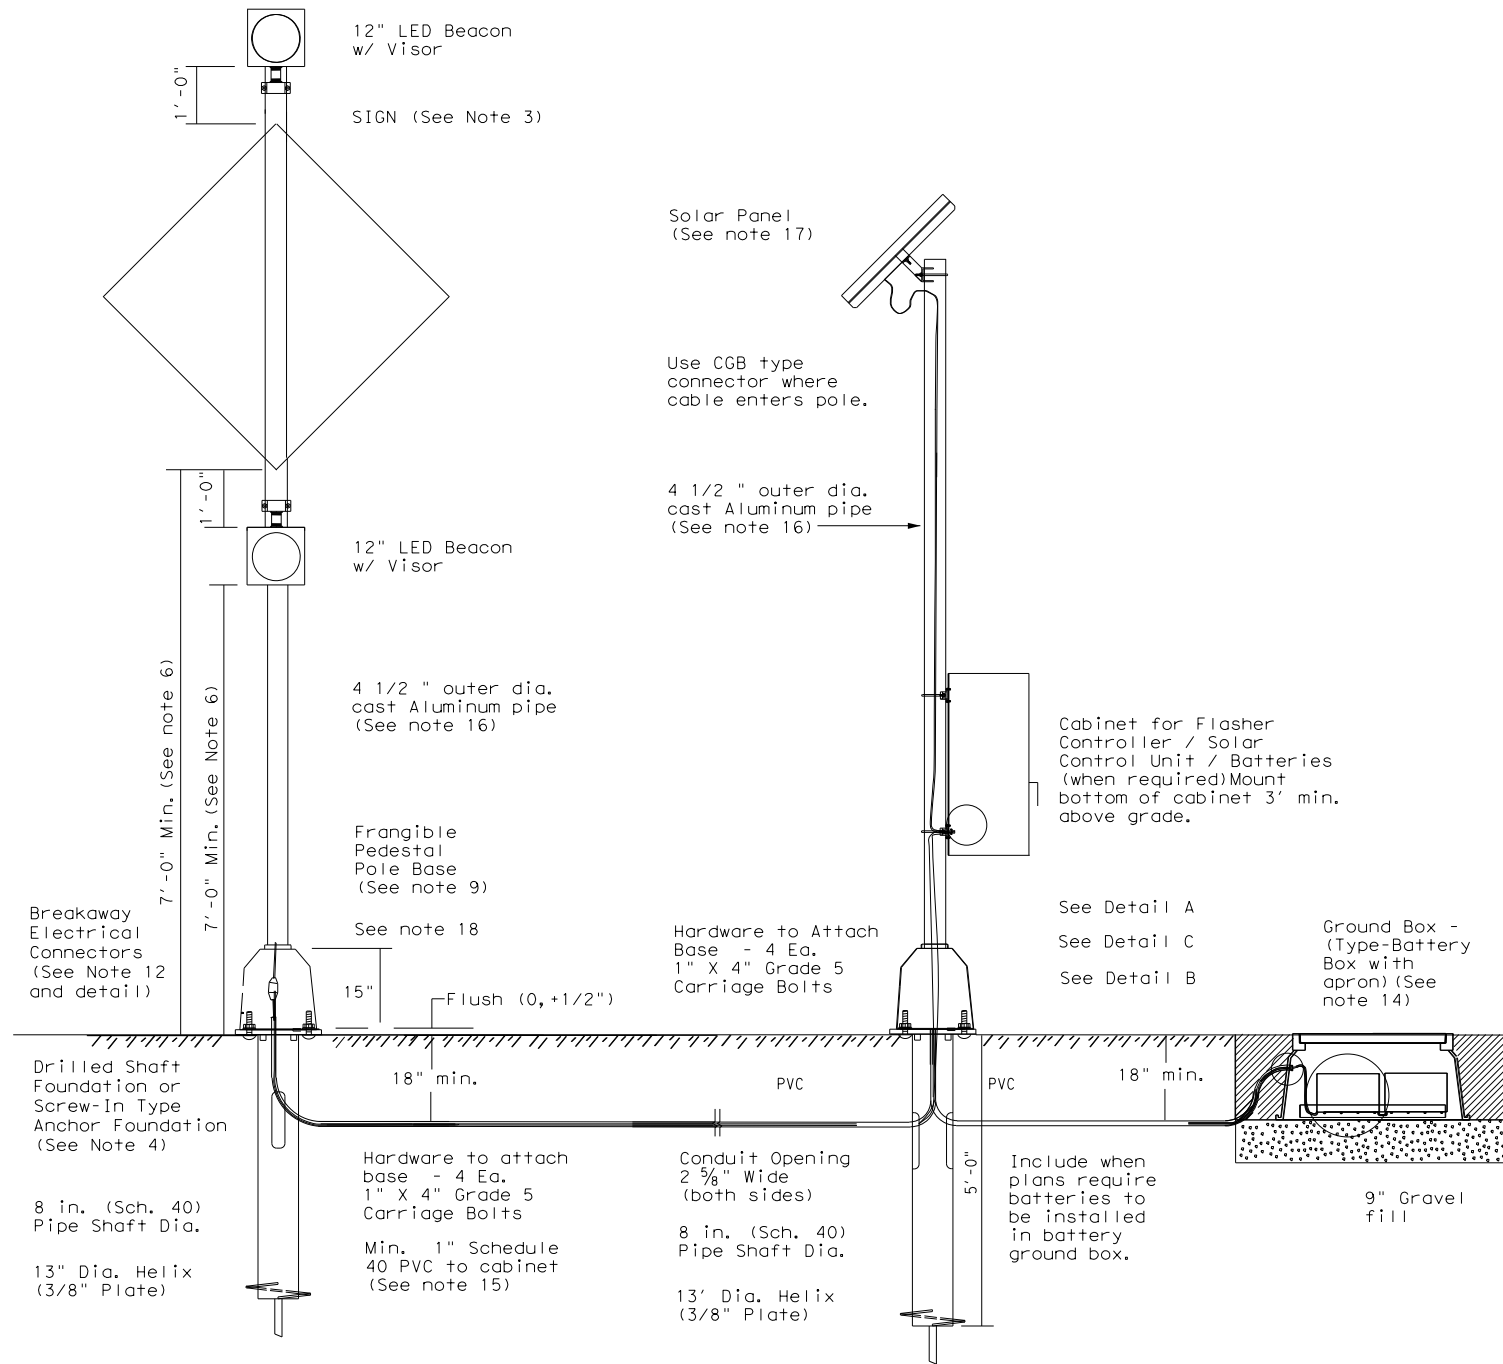 12" LED Beacon
w/ Visor
1'-0"
SIGN (See Note 3)
Solar Panel
(See note 17)
Use CGB type
connector where
cable enters pole.
4 1/2 " outer dia.
cast Aluminum pipe
(See note 16)
1'-0"
12" LED Beacon
w/ Visor
7'-0" Min. (See note 6)
7'-0" Min. (See Note 6)
4 1/2 " outer dia.
cast Aluminum pipe
(See note 16)
Cabinet for Flasher
Controller / Solar
Control Unit / Batteries
(when required)Mount
bottom of cabinet 3' min.
above grade.
Frangible
Pedestal
Pole Base
(See note 9)
See note 18
Breakaway
Electrical
Connectors
(See Note 12
and detail)
15"
Flush (0,+1/2")
Hardware to Attach
Base - 4 Ea.
1" X 4" Grade 5
Carriage Bolts
See Detail A
See Detail C
See Detail B
Ground Box -
(Type-Battery
Box with
apron)(See
note 14)
Drilled Shaft
Foundation or
Screw-In Type
Anchor Foundation
(See Note 4)
18" min.
PVC
PVC
18" min.
8 in. (Sch. 40)
Pipe Shaft Dia.
13" Dia. Helix
(3/8" Plate)
Hardware to attach
base - 4 Ea.
1" X 4" Grade 5
Carriage Bolts
Min. 1" Schedule
40 PVC to cabinet
(See note 15)
Conduit Opening
2 5/8" Wide
(both sides)
8 in. (Sch. 40)
Pipe Shaft Dia.
13' Dia. Helix
(3/8" Plate)
5'-0"
Include when
plans require
batteries to
be installed
in battery
ground box.
9" Gravel
fill